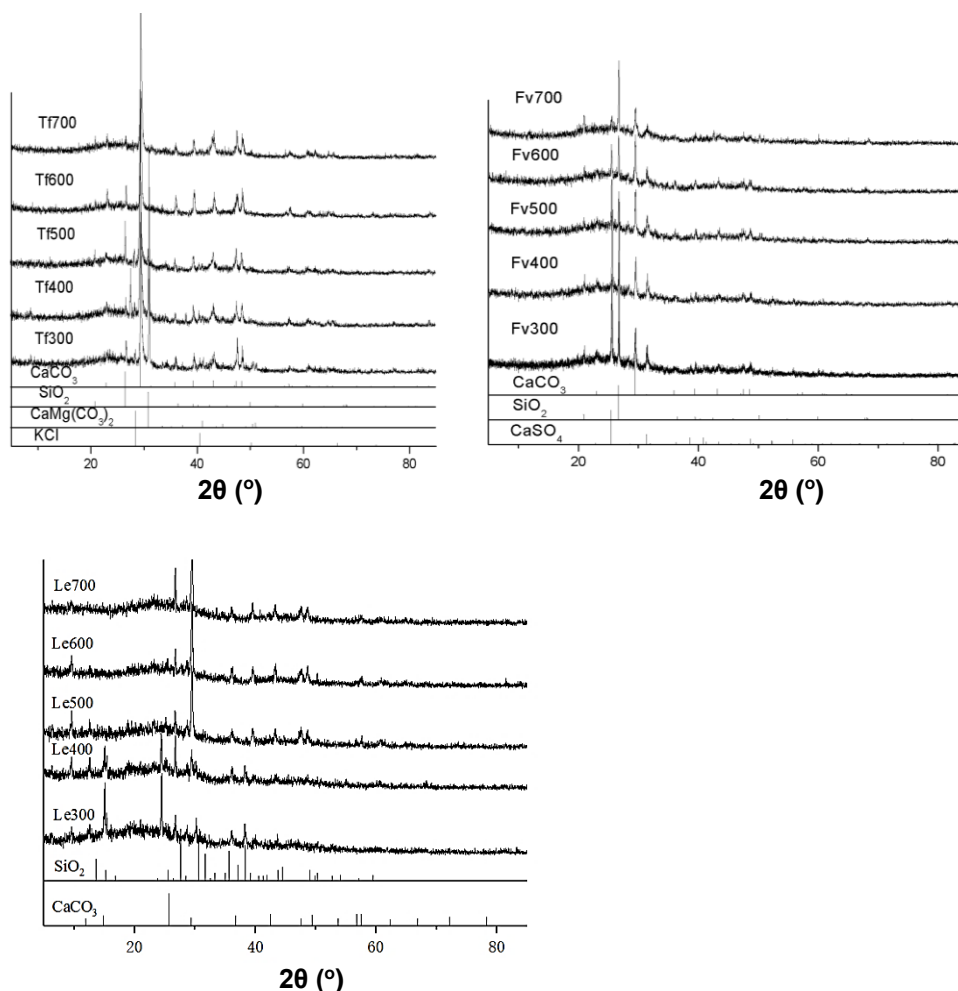 Tf700
Tf600
Tf500
Tf400
Tf300
CaCO₃
SiO₂
CaMg(CO₃)₂
KCl
20 40 60 80
2θ (°)
Fv700
Fv600
Fv500
Fv400
Fv300
CaCO₃
SiO₂
CaSO₄
20 40 60 80
2θ (°)
Le700
Le600
Le500
Le400
Le300
SiO₂
CaCO₃
20 40 60 80
2θ (°)